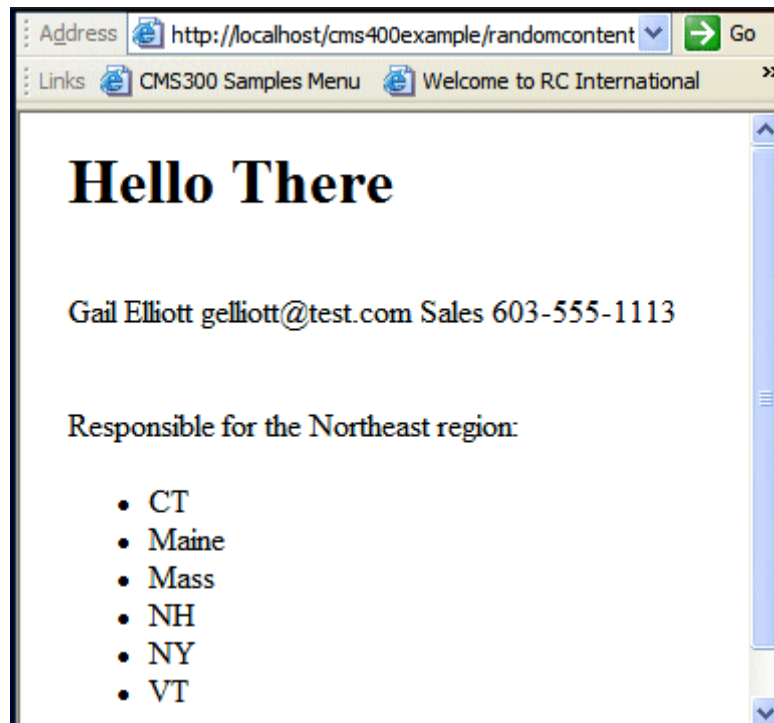 Address http://localhost/cms400example/randomcontent Go
Links CMS300 Samples Menu Welcome to RC International »
Hello There
Gail Elliott gelliott@test.com Sales 603-555-1113
Responsible for the Northeast region:
• CT
• Maine
• Mass
• NH
• NY
• VT